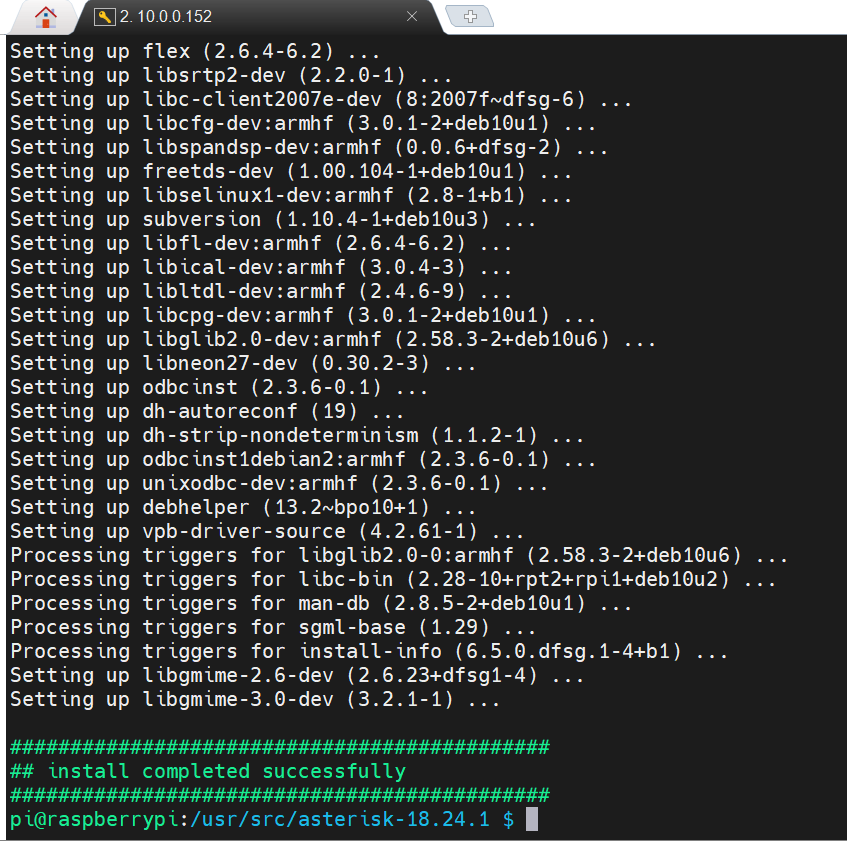 2. 10.0.0.152
Setting up flex (2.6.4-6.2) ...
Setting up libsrtp2-dev (2.2.0-1) ...
Setting up libc-client2007e-dev (8:2007f~dfsg-6) ...
Setting up libcfg-dev:armhf (3.0.1-2+deb10u1) ...
Setting up libspandsp-dev:armhf (0.0.6+dfsg-2) ...
Setting up freetds-dev (1.00.104-1+deb10u1) ...
Setting up libselinux1-dev:armhf (2.8-1+b1) ...
Setting up subversion (1.10.4-1+deb10u3) ...
Setting up libfl-dev:armhf (2.6.4-6.2) ...
Setting up libical-dev:armhf (3.0.4-3) ...
Setting up libltdl-dev:armhf (2.4.6-9) ...
Setting up libcpg-dev:armhf (3.0.1-2+deb10u1) ...
Setting up libglib2.0-dev:armhf (2.58.3-2+deb10u6) ...
Setting up libneon27-dev (0.30.2-3) ...
Setting up odbcinst (2.3.6-0.1) ...
Setting up dh-autoreconf (19) ...
Setting up dh-strip-nondeterminism (1.1.2-1) ...
Setting up odbcinst1debian2:armhf (2.3.6-0.1) ...
Setting up unixodbc-dev:armhf (2.3.6-0.1) ...
Setting up debhelper (13.2~bpo10+1) ...
Setting up vpb-driver-source (4.2.61-1) ...
Processing triggers for libglib2.0-0:armhf (2.58.3-2+deb10u6) ...
Processing triggers for libc-bin (2.28-10+rpt2+rpi1+deb10u2) ...
Processing triggers for man-db (2.8.5-2+deb10u1) ...
Processing triggers for sgml-base (1.29) ...
Processing triggers for install-info (6.5.0.dfsg.1-4+b1) ...
Setting up libgmime-2.6-dev (2.6.23+dfsg1-4) ...
Setting up libgmime-3.0-dev (3.2.1-1) ...
#############################################
## install completed successfully
#############################################
pi@raspberrypi:/usr/src/asterisk-18.24.1 $